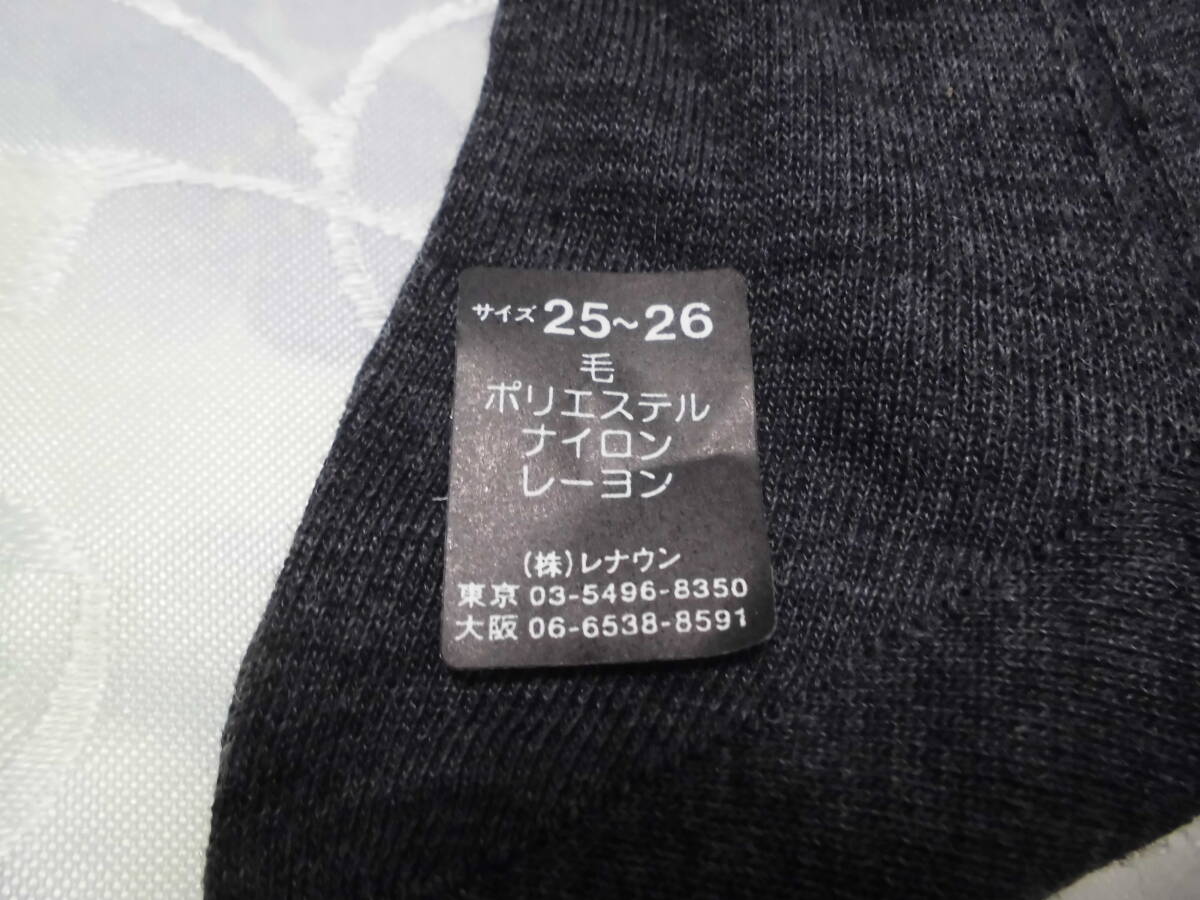 サイズ 25~26
毛
ポリエステル
ナイロン
レーヨン
(株)レナウン
東京 03-5496-8350
大阪 06-6538-8591